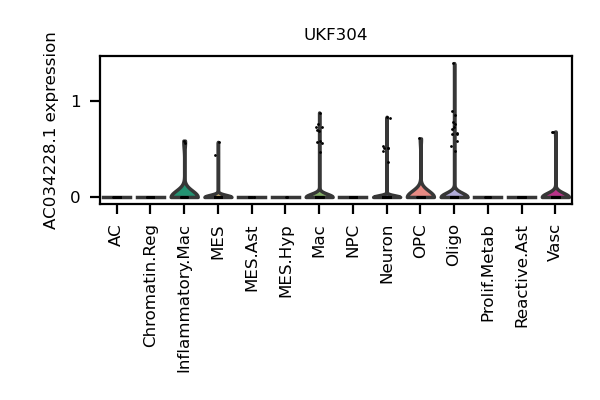 UKF304
AC034228.1 expression
1
0
AC
Chromatin.Reg
Inflammatory.Mac
MES
MES.Ast
MES.Hyp
Mac
NPC
Neuron
OPC
Oligo
Prolif.Metab
Reactive.Ast
Vasc